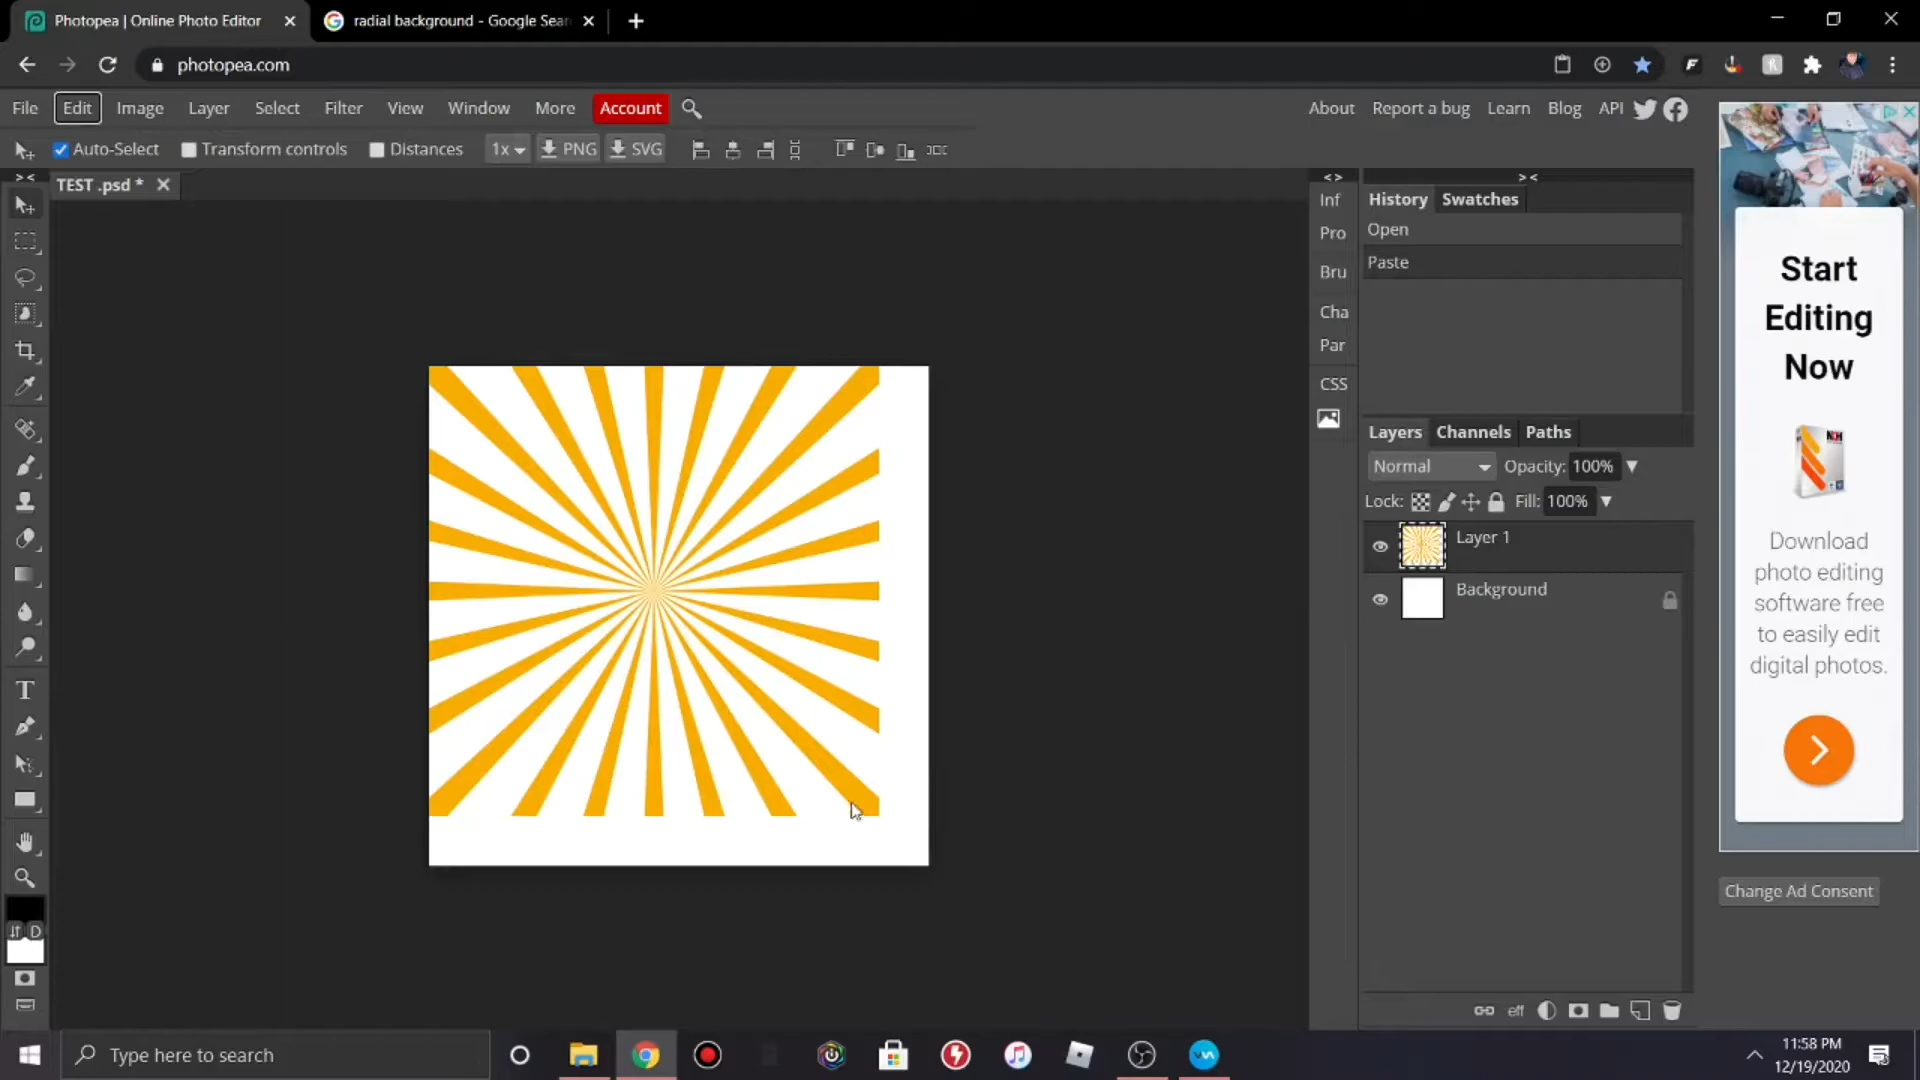 Photopea | Online Photo Editor
radial background - Google Sear
photopea.com
File Edit Image Layer Select Filter View Window More Account
About Report a bug Learn Blog API
Auto-Select Transform controls Distances 1x PNG SVG
TEST .psd *
Inf
Pro
Bru
Cha
Par
CSS
History Swatches
Open
Paste
Layers Channels Paths
Normal Opacity: 100%
Lock: Fill: 100%
Layer 1
Background
Start
Editing
Now
NCH
Download
photo editing
software free
to easily edit
digital photos.
Change Ad Consent
eff
D
T
Type here to search
11:58 PM
12/19/2020